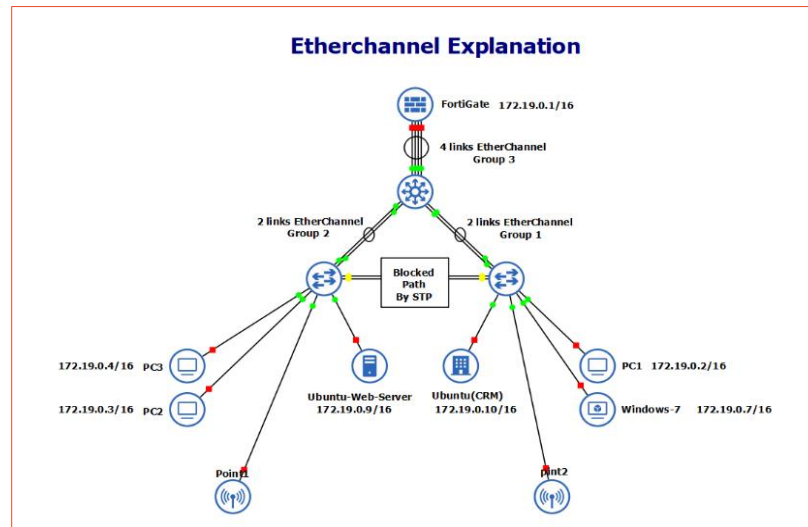 Etherchannel Explanation
FortiGate 172.19.0.1/16
4 links EtherChannel
Group 3
2 links EtherChannel
Group 2
2 links EtherChannel
Group 1
Blocked
Path
By STP
172.19.0.4/16 PC3
Ubuntu-Web-Server
172.19.0.9/16
Ubuntu(CRM)
172.19.0.10/16
PC1 172.19.0.2/16
172.19.0.3/16 PC2
Windows-7 172.19.0.7/16
Point1
pint2